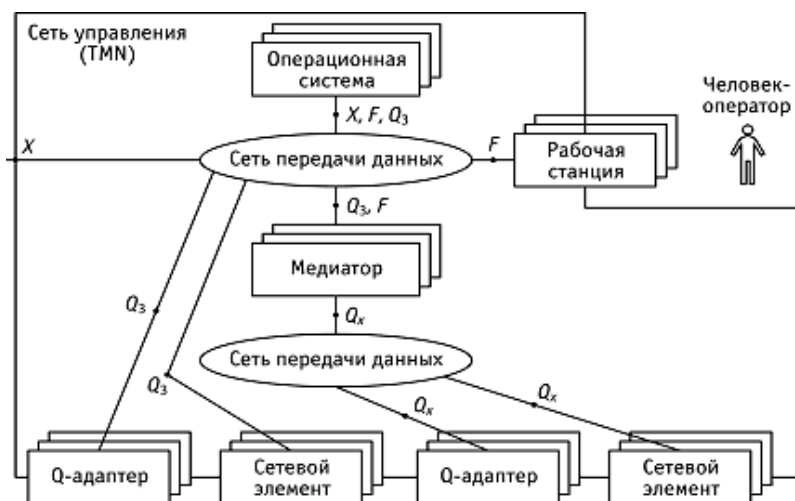 Сеть управления
(TMN)
Операционная
система
Человек-
оператор
X, F, Q₃
X
Сеть передачи данных
F
Рабочая
станция
Q₃, F
Медиатор
Q₃
Qₓ
Сеть передачи данных
Q₃
Qₓ
Qₓ
Q-адаптер
Сетевой
элемент
Q-адаптер
Сетевой
элемент